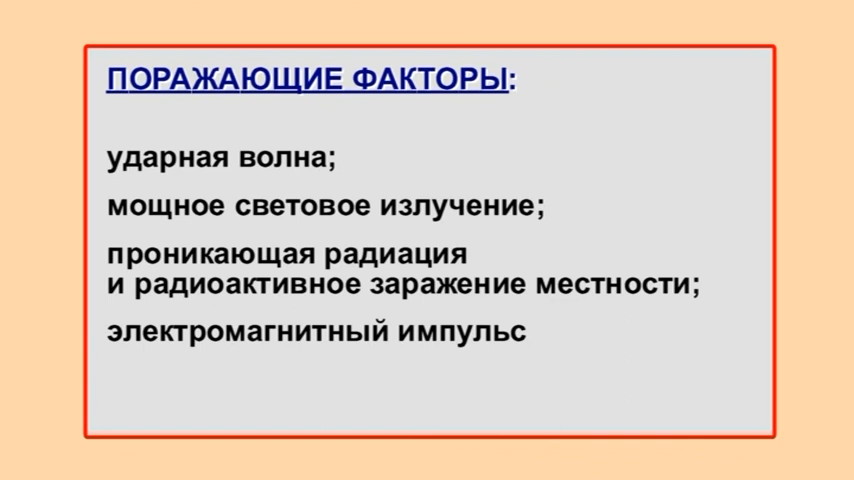 ПОРАЖАЮЩИЕ ФАКТОРЫ:
ударная волна;
мощное световое излучение;
проникающая радиация
и радиоактивное заражение местности;
электромагнитный импульс